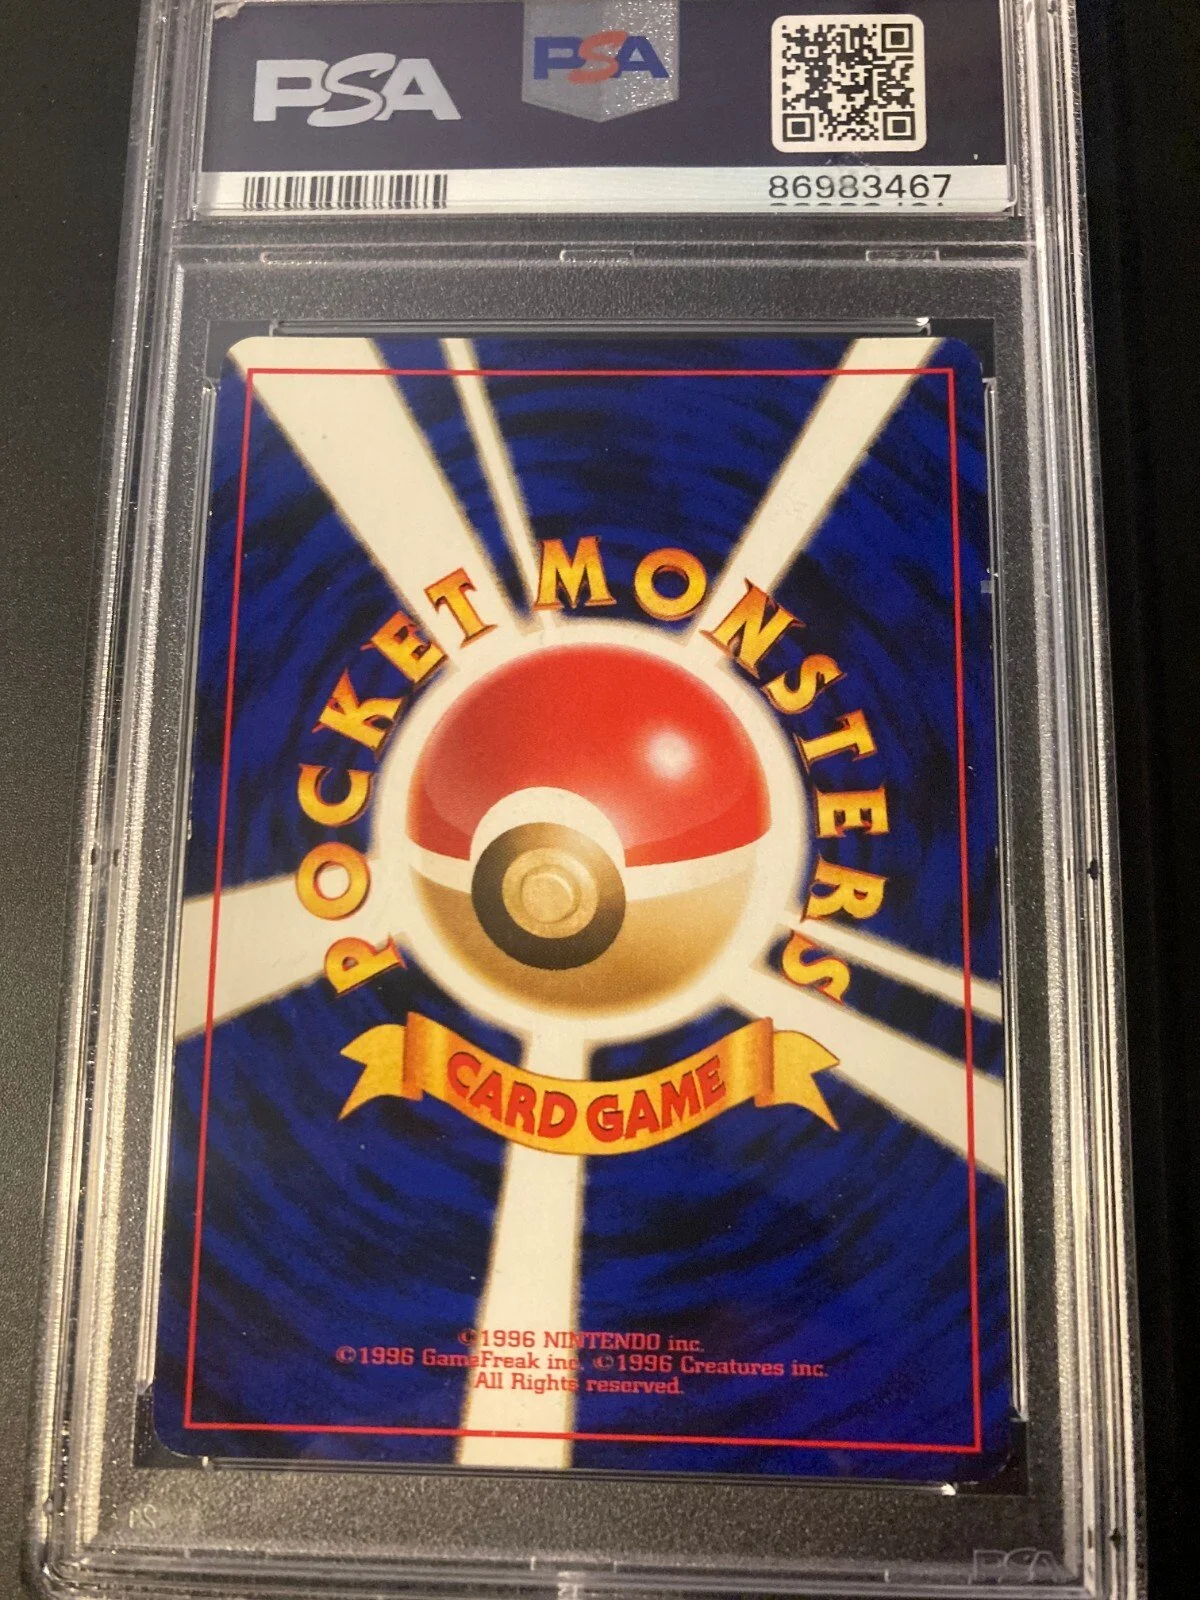 PSA
PSA
86983467
POCKET MONSTERS
CARD GAME
©1996 NINTENDO inc.
©1996 GameFreak inc. ©1996 Creatures inc.
All Rights reserved.
PSA